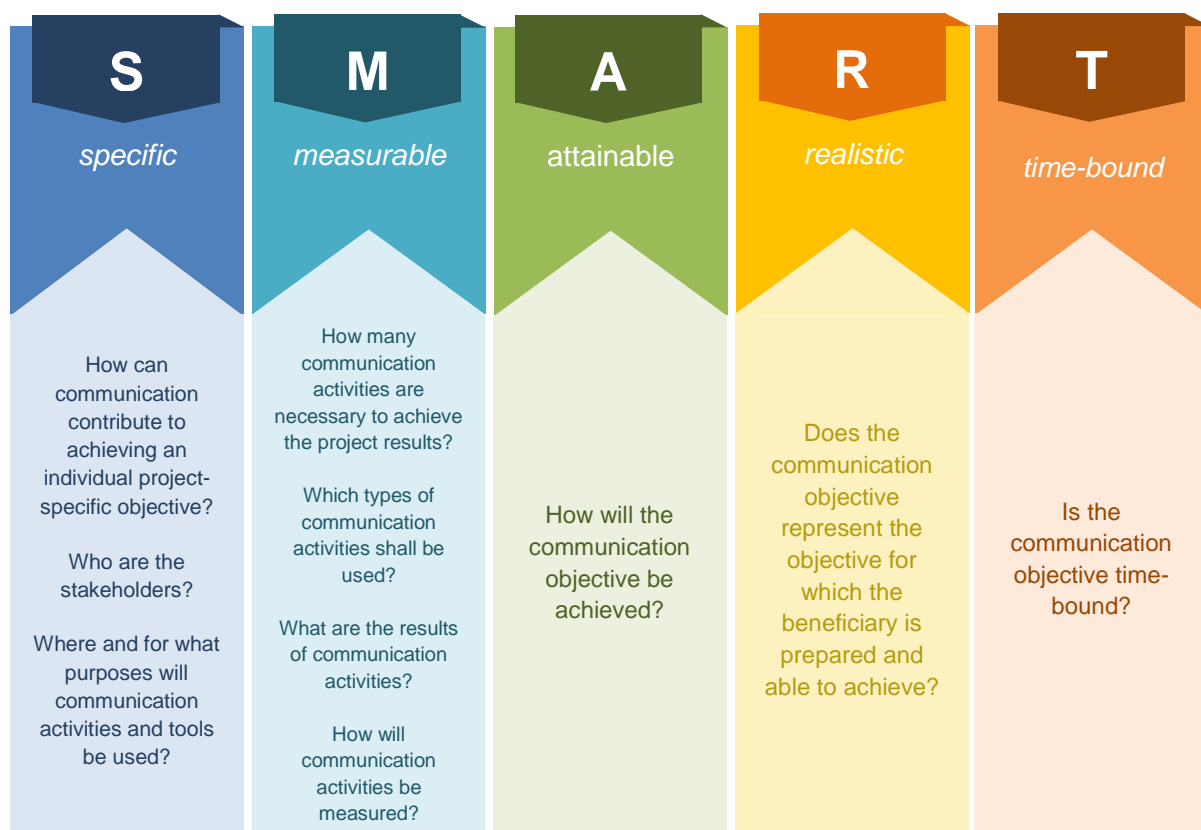 S
specific
How can
communication
contribute to
achieving an
individual project-
specific objective?
Who are the
stakeholders?
Where and for what
purposes will
communication
activities and tools
be used?
M
measurable
How many
communication
activities are
necessary to achieve
the project results?
Which types of
communication
activities shall be
used?
What are the results
of communication
activities?
How will
communication
activities be
measured?
A
attainable
How will the
communication
objective be
achieved?
R
realistic
Does the
communication
objective
represent the
objective for
which the
beneficiary is
prepared and
able to achieve?
T
time-bound
Is the
communication
objective time-
bound?